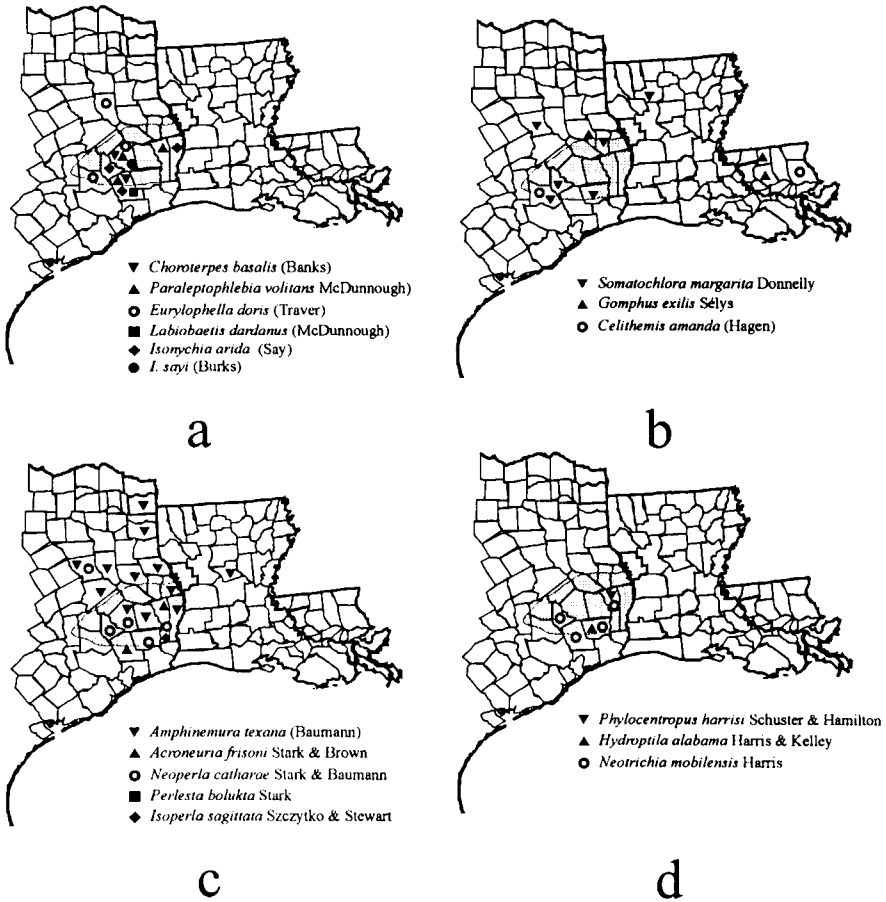 Choroterpes basalis (Banks)
Paraleptophlebia volitans McDunnough)
Eurylophella doris (Traver)
Labiobaetis dardanus (McDunnough)
Isonychia arida (Say)
I. sayi (Burks)
a
Somatochlora margarita Donnelly
Gomphus exilis Sélys
Celithemis amanda (Hagen)
b
Amphinemura texana (Baumann)
Acroneuria frisoni Stark & Brown
Neoperla catharae Stark & Baumann
Perlesta bolukta Stark
Isoperla sagittata Szczytko & Stewart
c
Phylocentropus harrisi Schuster & Hamilton
Hydroptila alabama Harris & Kelley
Neotrichia mobilensis Harris
d